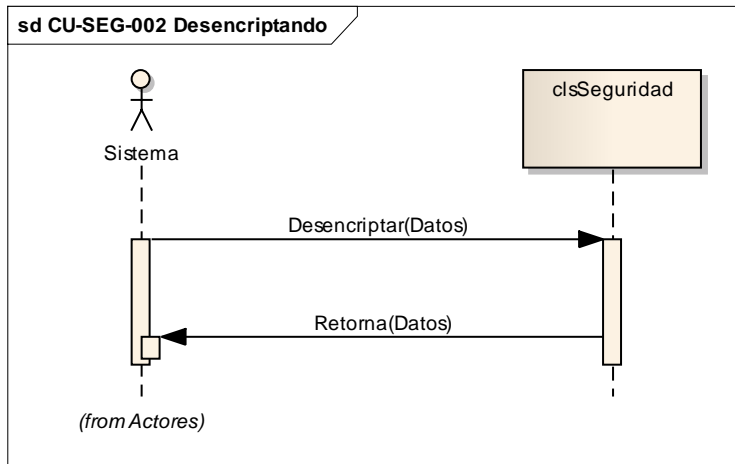 sd CU-SEG-002 Desencriptando
Sistema
clsSeguridad
Desencriptar(Datos)
Retorna(Datos)
(from Actores)